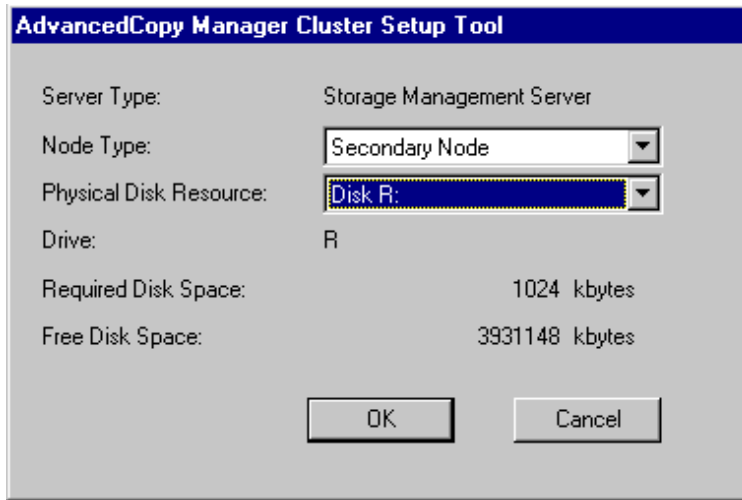 AdvancedCopy Manager Cluster Setup Tool
Server Type: Storage Management Server
Node Type: Secondary Node
Physical Disk Resource: Disk R:
Drive: R
Required Disk Space: 1024 kbytes
Free Disk Space: 3931148 kbytes
OK Cancel